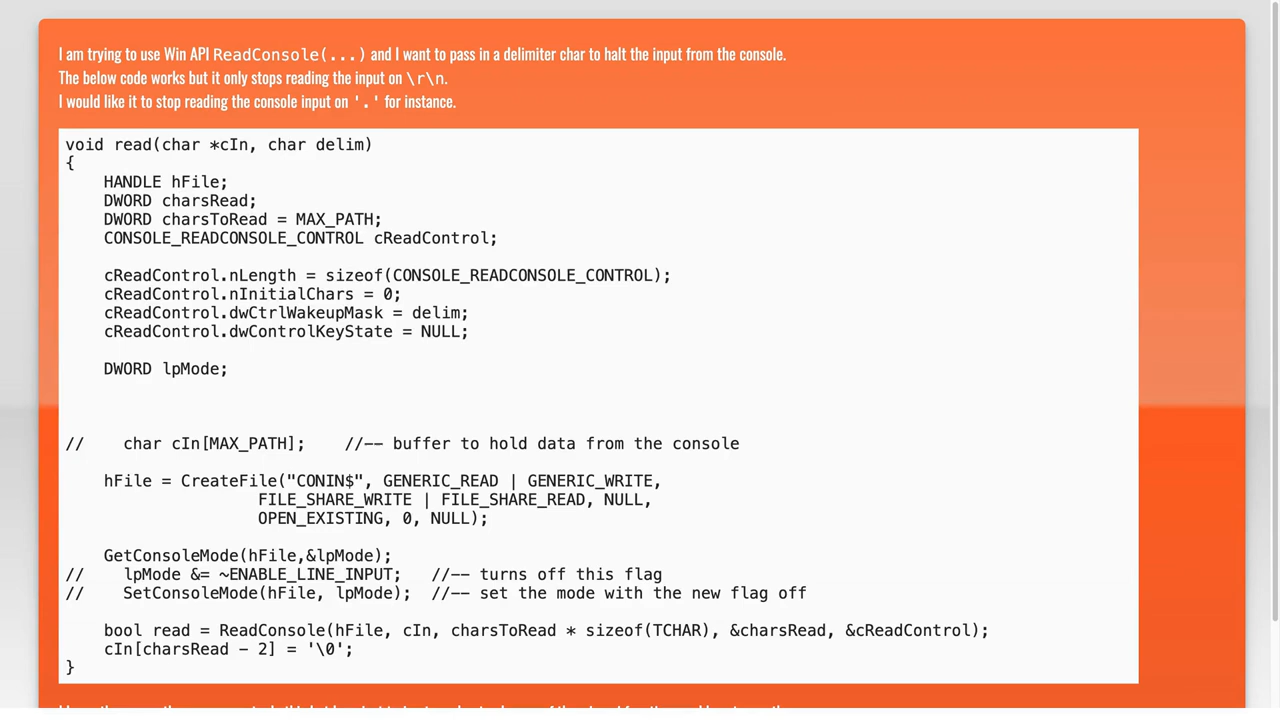 I am trying to use Win API ReadConsole(...) and I want to pass in a delimiter char to halt the input from the console.
The below code works but it only stops reading the input on \r\n.
I would like it to stop reading the console input on '.' for instance.
void read(char *cIn, char delim)
{
    HANDLE hFile;
    DWORD charsRead;
    DWORD charsToRead = MAX_PATH;
    CONSOLE_READCONSOLE_CONTROL cReadControl;
    cReadControl.nLength = sizeof(CONSOLE_READCONSOLE_CONTROL);
    cReadControl.nInitialChars = 0;
    cReadControl.dwCtrlWakeupMask = delim;
    cReadControl.dwControlKeyState = NULL;
    DWORD lpMode;
//    char cIn[MAX_PATH];    //-- buffer to hold data from the console
    hFile = CreateFile("CONIN$", GENERIC_READ | GENERIC_WRITE,
                    FILE_SHARE_WRITE | FILE_SHARE_READ, NULL,
                    OPEN_EXISTING, 0, NULL);
    GetConsoleMode(hFile,&lpMode);
//    lpMode &= ~ENABLE_LINE_INPUT;   //-- turns off this flag
//    SetConsoleMode(hFile, lpMode);  //-- set the mode with the new flag off
    bool read = ReadConsole(hFile, cIn, charsToRead * sizeof(TCHAR), &charsRead, &cReadControl);
    cIn[charsRead - 2] = '\0';
}